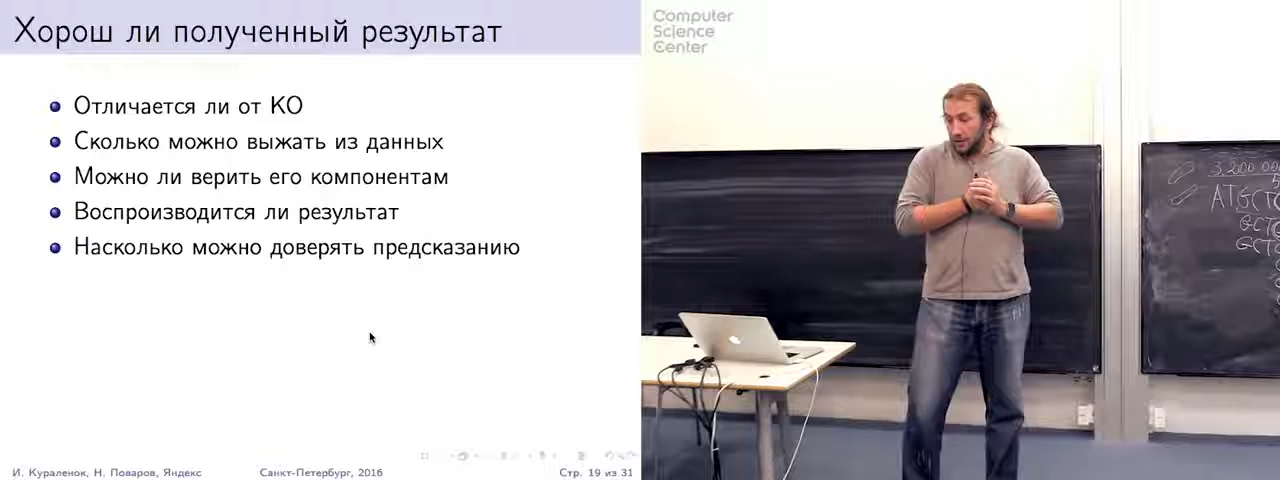 Хорош ли полученный результат
Отличается ли от КО
Сколько можно выжать из данных
Можно ли верить его компонентам
Воспроизводится ли результат
Насколько можно доверять предсказанию
И. Кураленок, Н. Поваров, Яндекс
Санкт-Петербург, 2016
Стр. 19 из 31
Computer
Science
Center